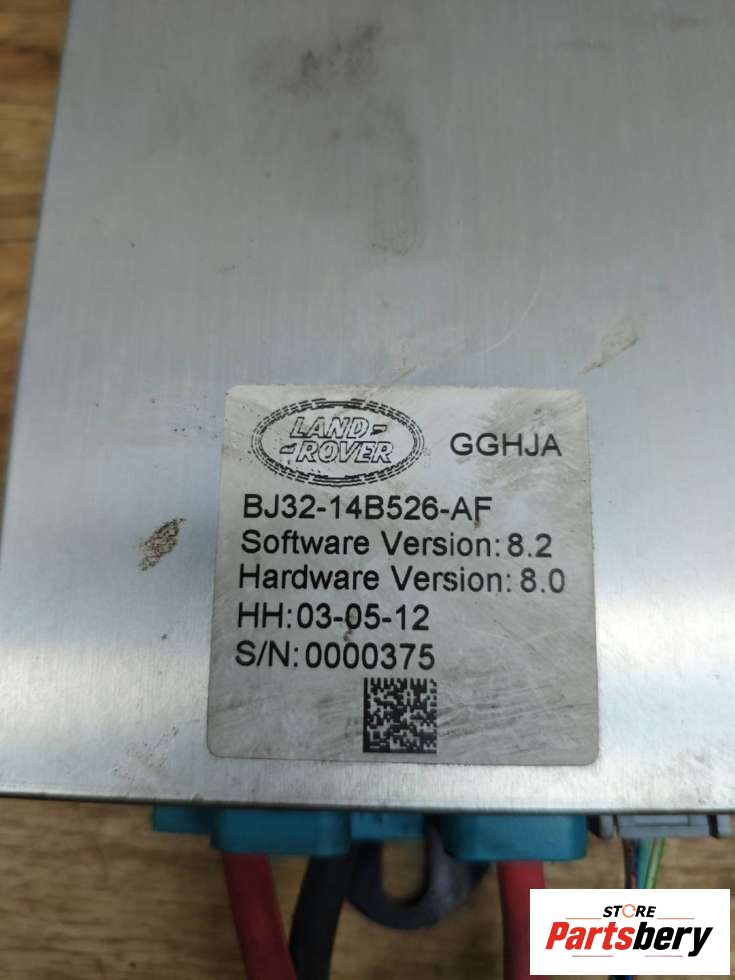 LAND-
-ROVER
GGHJA
BJ32-14B526-AF
Software Version: 8.2
Hardware Version: 8.0
HH: 03-05-12
S/N: 0000375
STORE
Partsbery